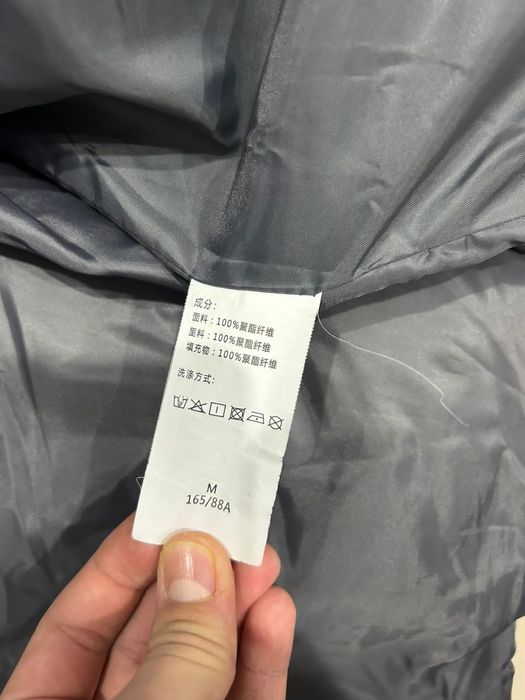 成分：
面料：100%聚酯纤维
里料：100%聚酯纤维
填充物：100%聚酯纤维
洗涤方式：
M
165/88A